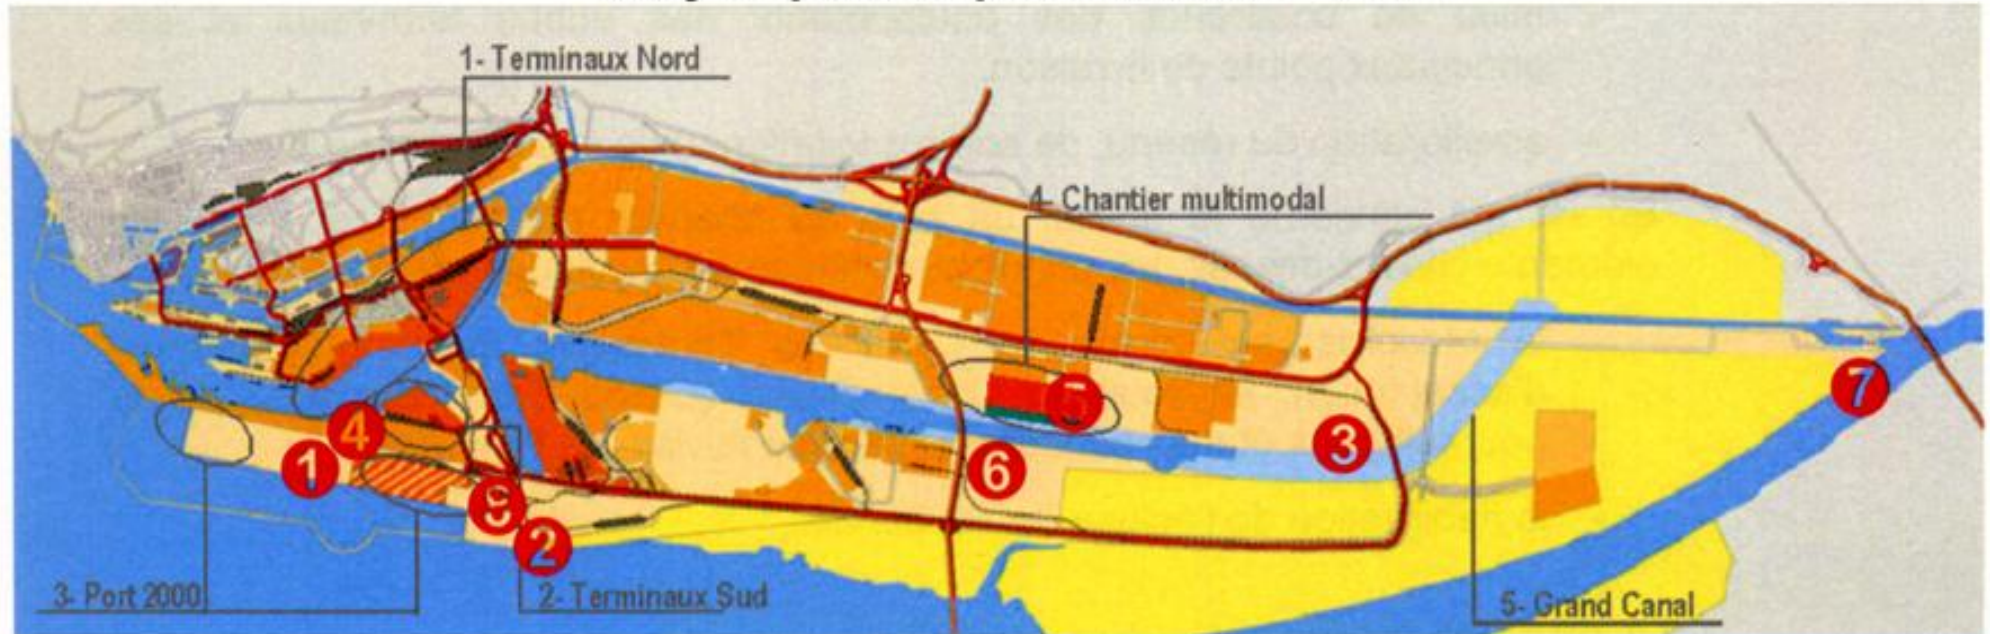 1- Terminaux Nord
4- Chantier multimodal
5
7
4
3
1
6
9
2
3- Port 2000
2- Terminaux Sud
5- Grand Canal